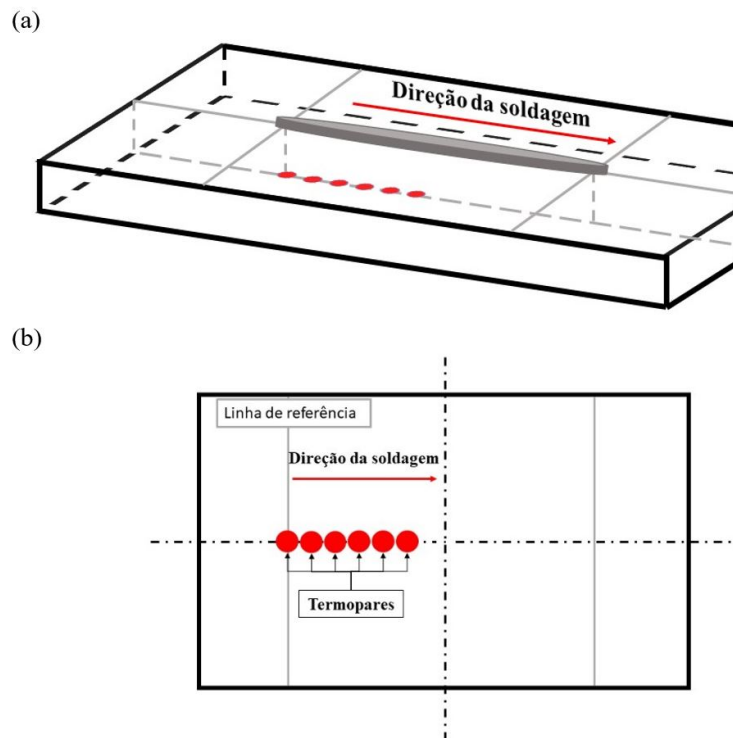 (a)
Direção da soldagem
(b)
Linha de referência
Direção da soldagem
Termopares